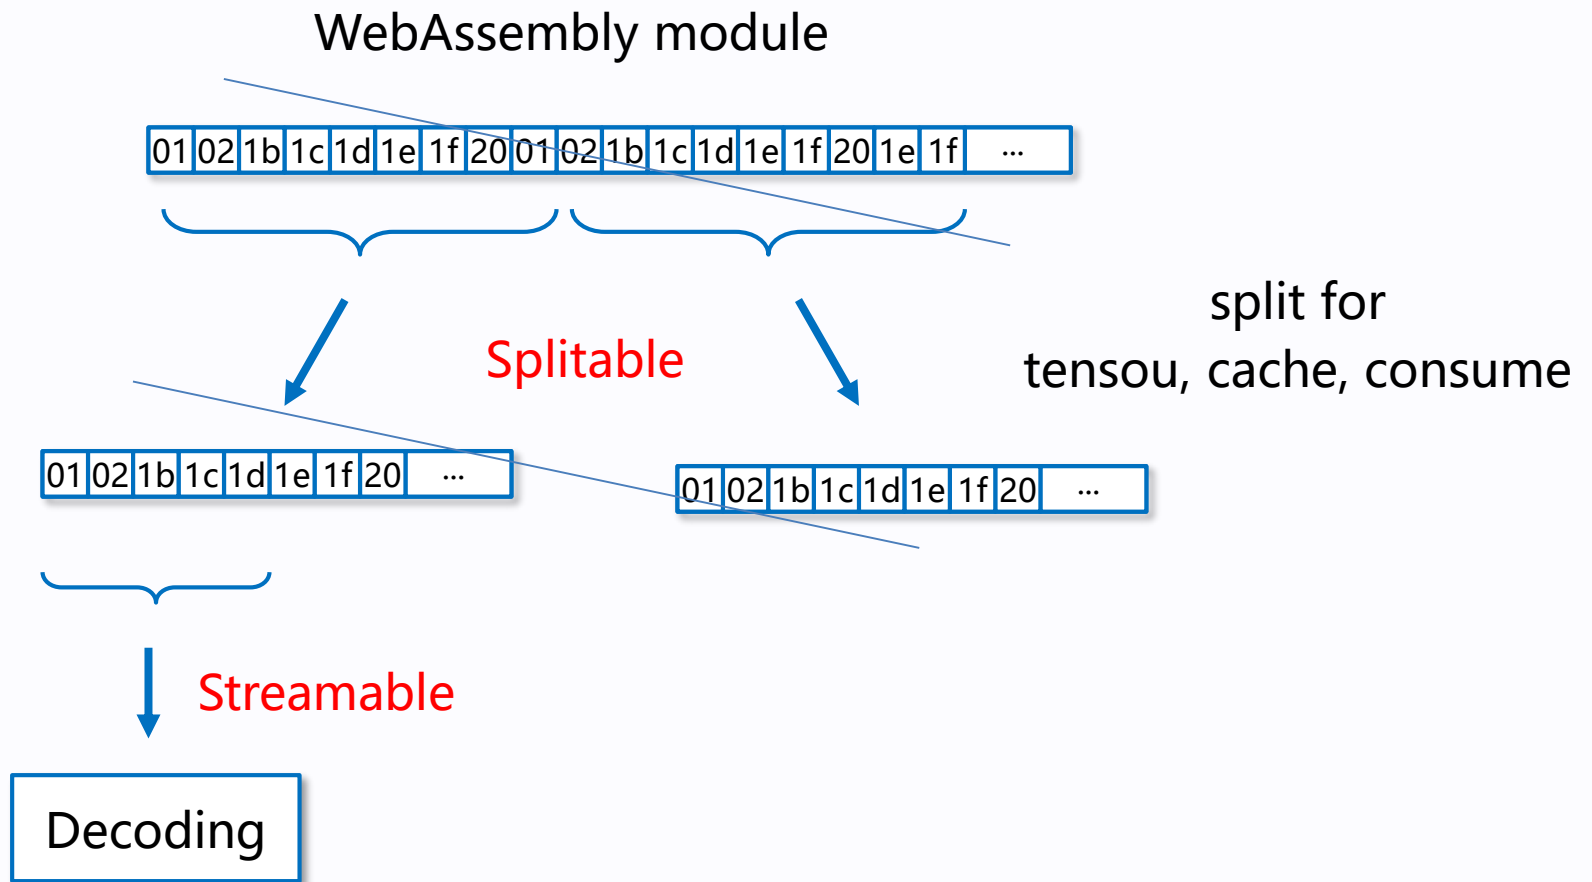 WebAssembly module
01 02 1b 1c 1d 1e 1f 20 01 02 1b 1c 1d 1e 1f 20 1e 1f ...
split for
Splitable
tensou, cache, consume
01 02 1b 1c 1d 1e 1f 20 ...
01 02 1b 1c 1d 1e 1f 20 ...
Streamable
Decoding